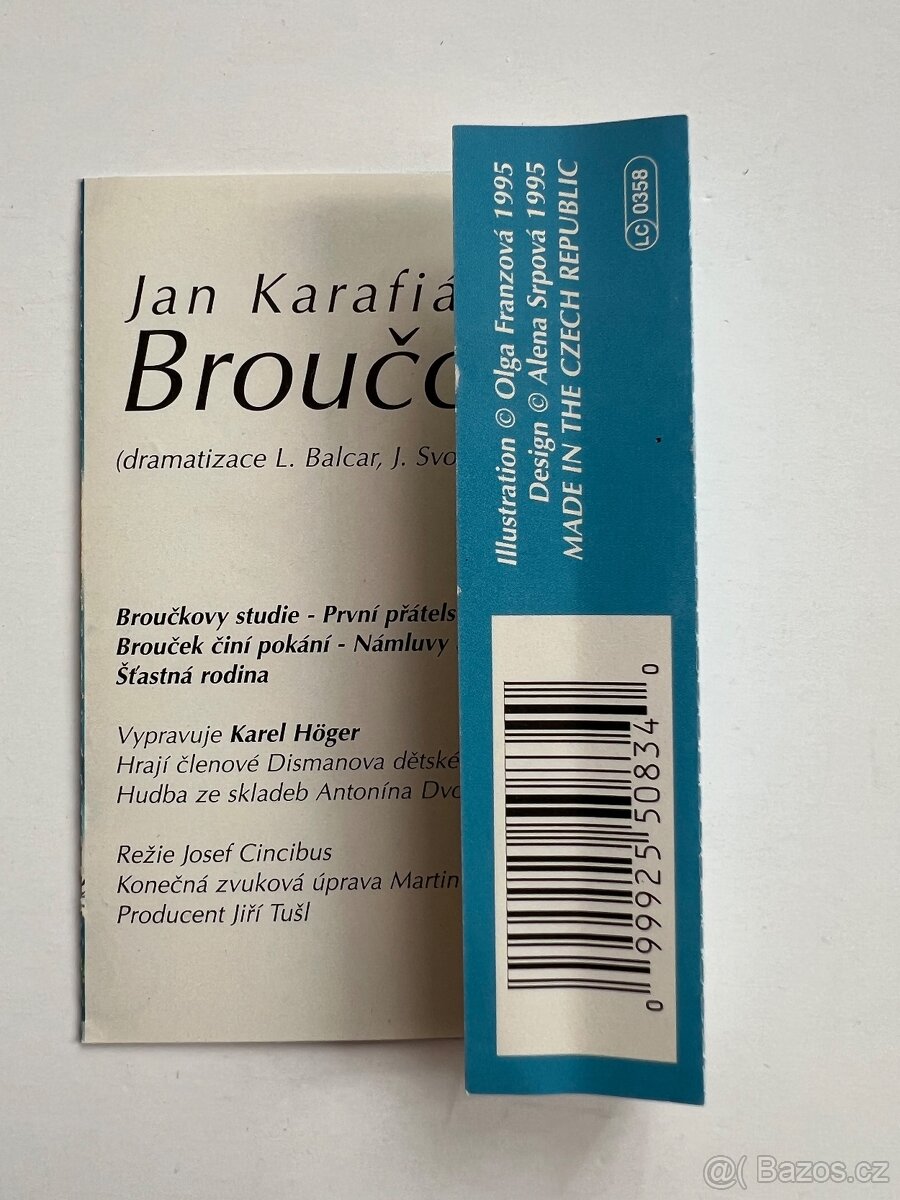 Jan Karafiá
Broučc
(dramatizace L. Balcar, J. Svo
Broučkovy studie - První přátels
Brouček činí pokání - Námluvy
Šťastná rodina
Vypravuje Karel Höger
Hrají členové Dismanova dětské
Hudba ze skladeb Antonína Dvo
Režie Josef Cincibus
Konečná zvuková úprava Martin
Producent Jiří Tušl
Illustration © Olga Franzová 1995
Design © Alena Srpová 1995
MADE IN THE CZECH REPUBLIC
LC 0358
0 99925 50834 0
@( Bazos.cz